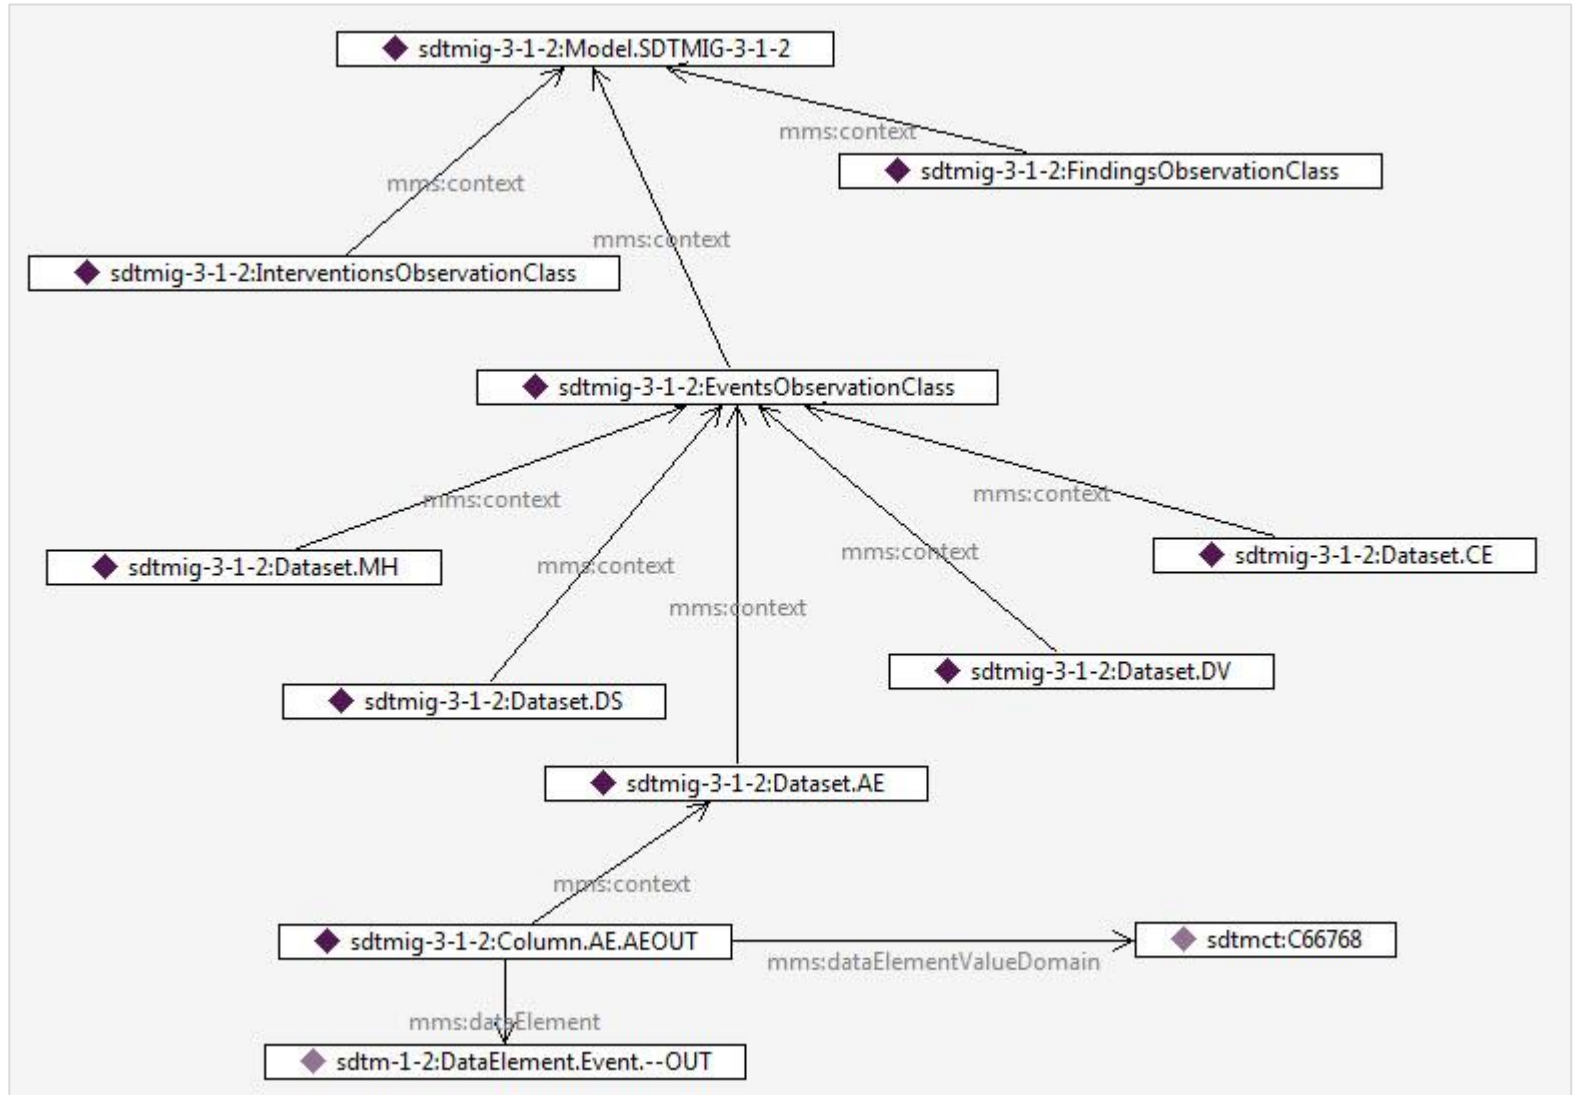 sdtmig-3-1-2:Model.SDTMIG-3-1-2
mms:context
sdtmig-3-1-2:FindingsObservationClass
mms:context
mms:context
sdtmig-3-1-2:InterventionsObservationClass
sdtmig-3-1-2:EventsObservationClass
mms:context
mms:context
mms:context
mms:context
sdtmig-3-1-2:Dataset.CE
sdtmig-3-1-2:Dataset.MH
mms:context
sdtmig-3-1-2:Dataset.DV
sdtmig-3-1-2:Dataset.DS
sdtmig-3-1-2:Dataset.AE
mms:context
sdtmig-3-1-2:Column.AE.AEOUT
sdtmct:C66768
mms:dataElementValueDomain
mms:dataElement
sdtm-1-2:DataElement.Event.--OUT